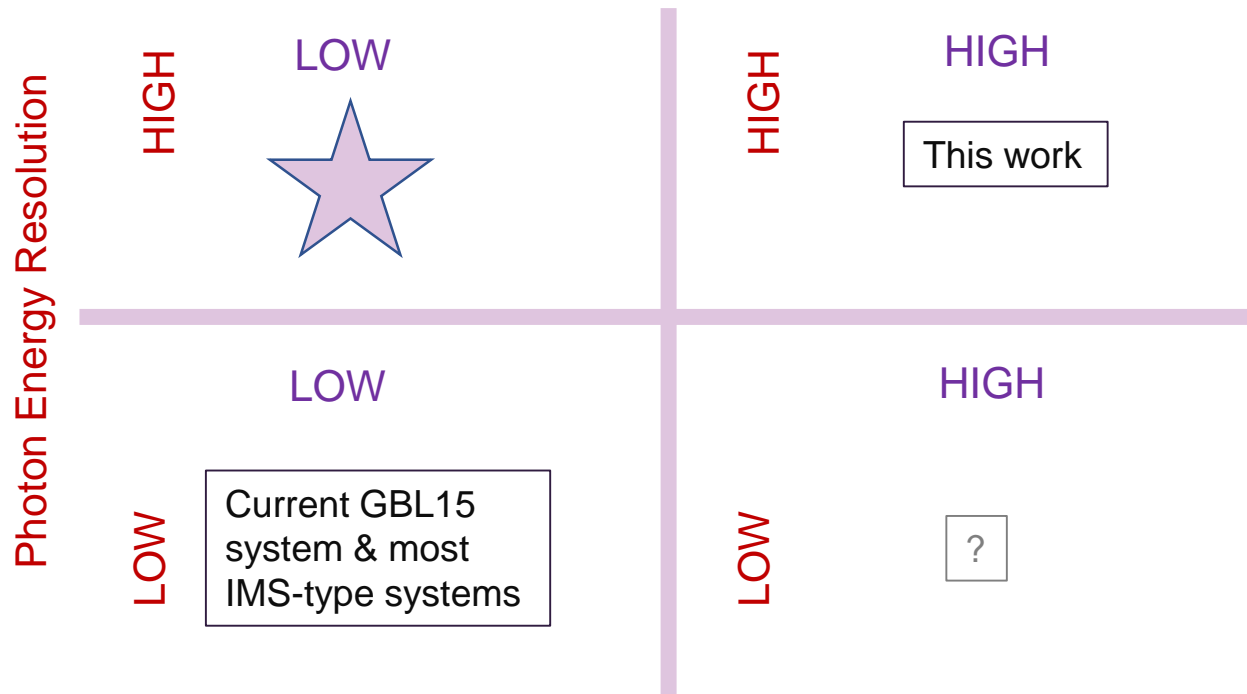 Photon Energy Resolution
HIGH
LOW
HIGH
HIGH
This work
LOW
LOW
Current GBL15
system & most
IMS-type systems
LOW
HIGH
?